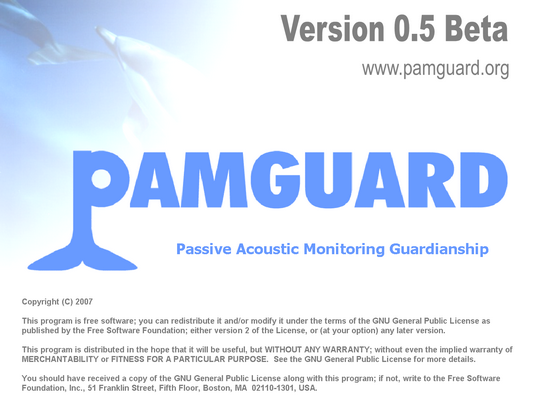 Version 0.5 Beta
www.pamguard.org
PAMGUARD
Passive Acoustic Monitoring Guardianship
Copyright (C) 2007
This program is free software; you can redistribute it and/or modify it under the terms of the GNU General Public License as
published by the Free Software Foundation; either version 2 of the License, or (at your option) any later version.
This program is distributed in the hope that it will be useful, but WITHOUT ANY WARRANTY; without even the implied warranty of
MERCHANTABILITY or FITNESS FOR A PARTICULAR PURPOSE.  See the GNU General Public License for more details.
You should have received a copy of the GNU General Public License along with this program; if not, write to the Free Software
Foundation, Inc., 51 Franklin Street, Fifth Floor, Boston, MA  02110-1301, USA.